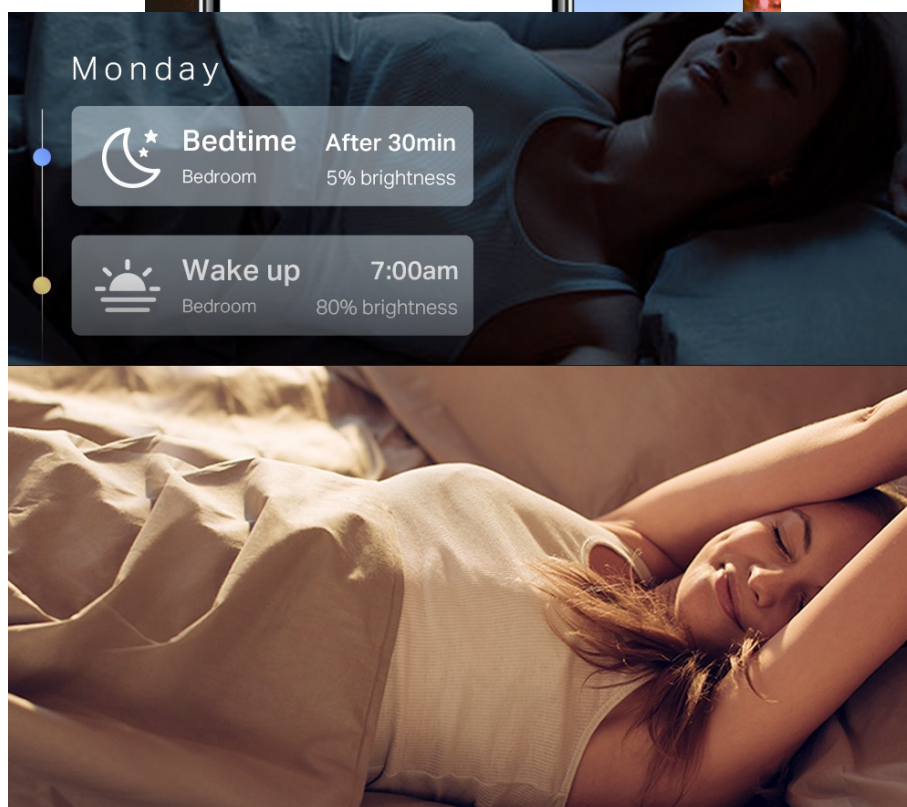 Monday
Bedtime After 30min
Bedroom 5% brightness
Wake up 7:00am
Bedroom 80% brightness